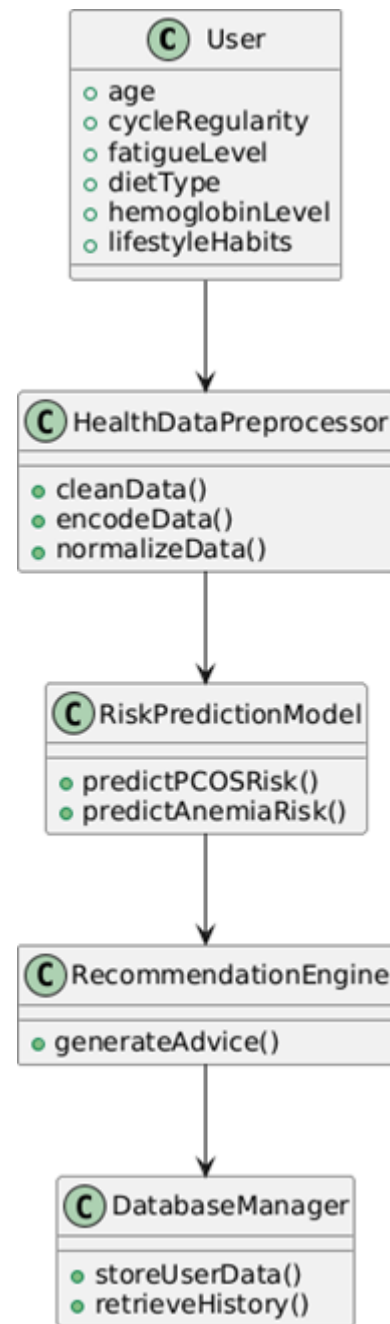 C User
age
cycleRegularity
fatigueLevel
dietType
hemoglobinLevel
lifestyleHabits
C HealthDataPreprocessor
cleanData()
encodeData()
normalizeData()
C RiskPredictionModel
predictPCOSRisk()
predictAnemiaRisk()
C RecommendationEngine
generateAdvice()
C DatabaseManager
storeUserData()
retrieveHistory()